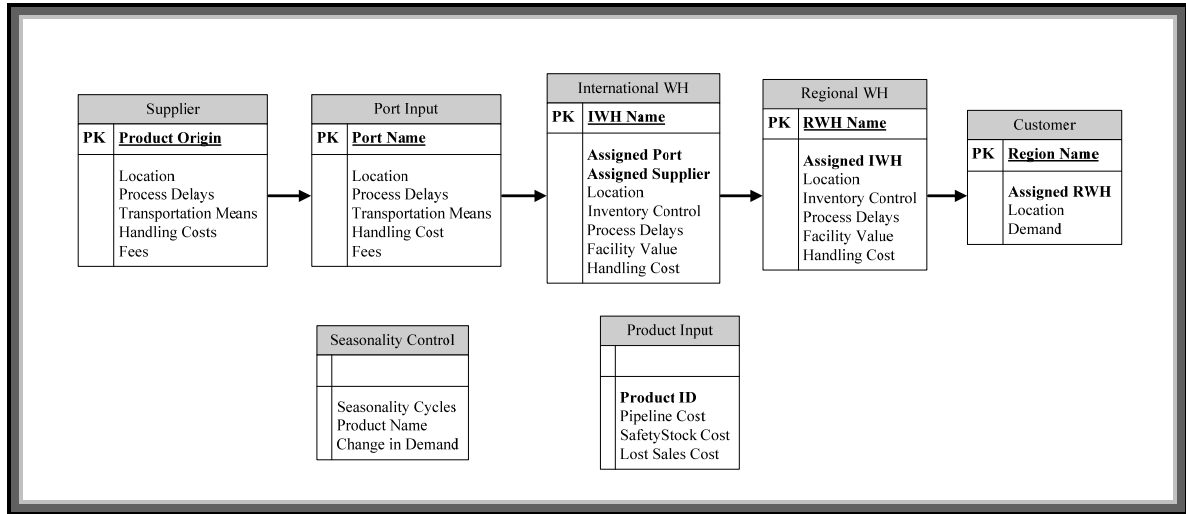 Supplier
PK Product Origin
Location
Process Delays
Transportation Means
Handling Costs
Fees
Port Input
PK Port Name
Location
Process Delays
Transportation Means
Handling Cost
Fees
International WH
PK IWH Name
Assigned Port
Assigned Supplier
Location
Inventory Control
Process Delays
Facility Value
Handling Cost
Regional WH
PK RWH Name
Assigned IWH
Location
Inventory Control
Process Delays
Facility Value
Handling Cost
Customer
PK Region Name
Assigned RWH
Location
Demand
Seasonality Control
Seasonality Cycles
Product Name
Change in Demand
Product Input
Product ID
Pipeline Cost
SafetyStock Cost
Lost Sales Cost